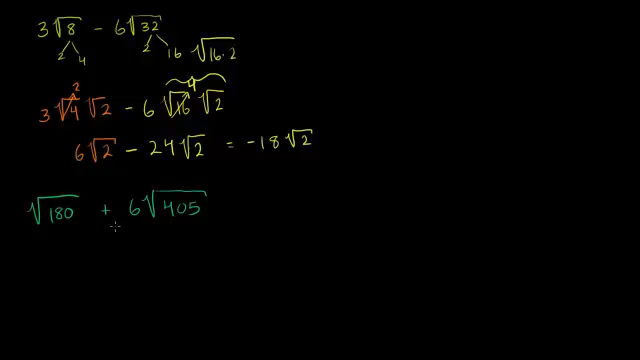 3√8 − 6√32
2 4 2 16 √16·2
2 4
3√4 √2 − 6 √16 √2
6√2 − 24√2 = −18√2
√180 + 6√405